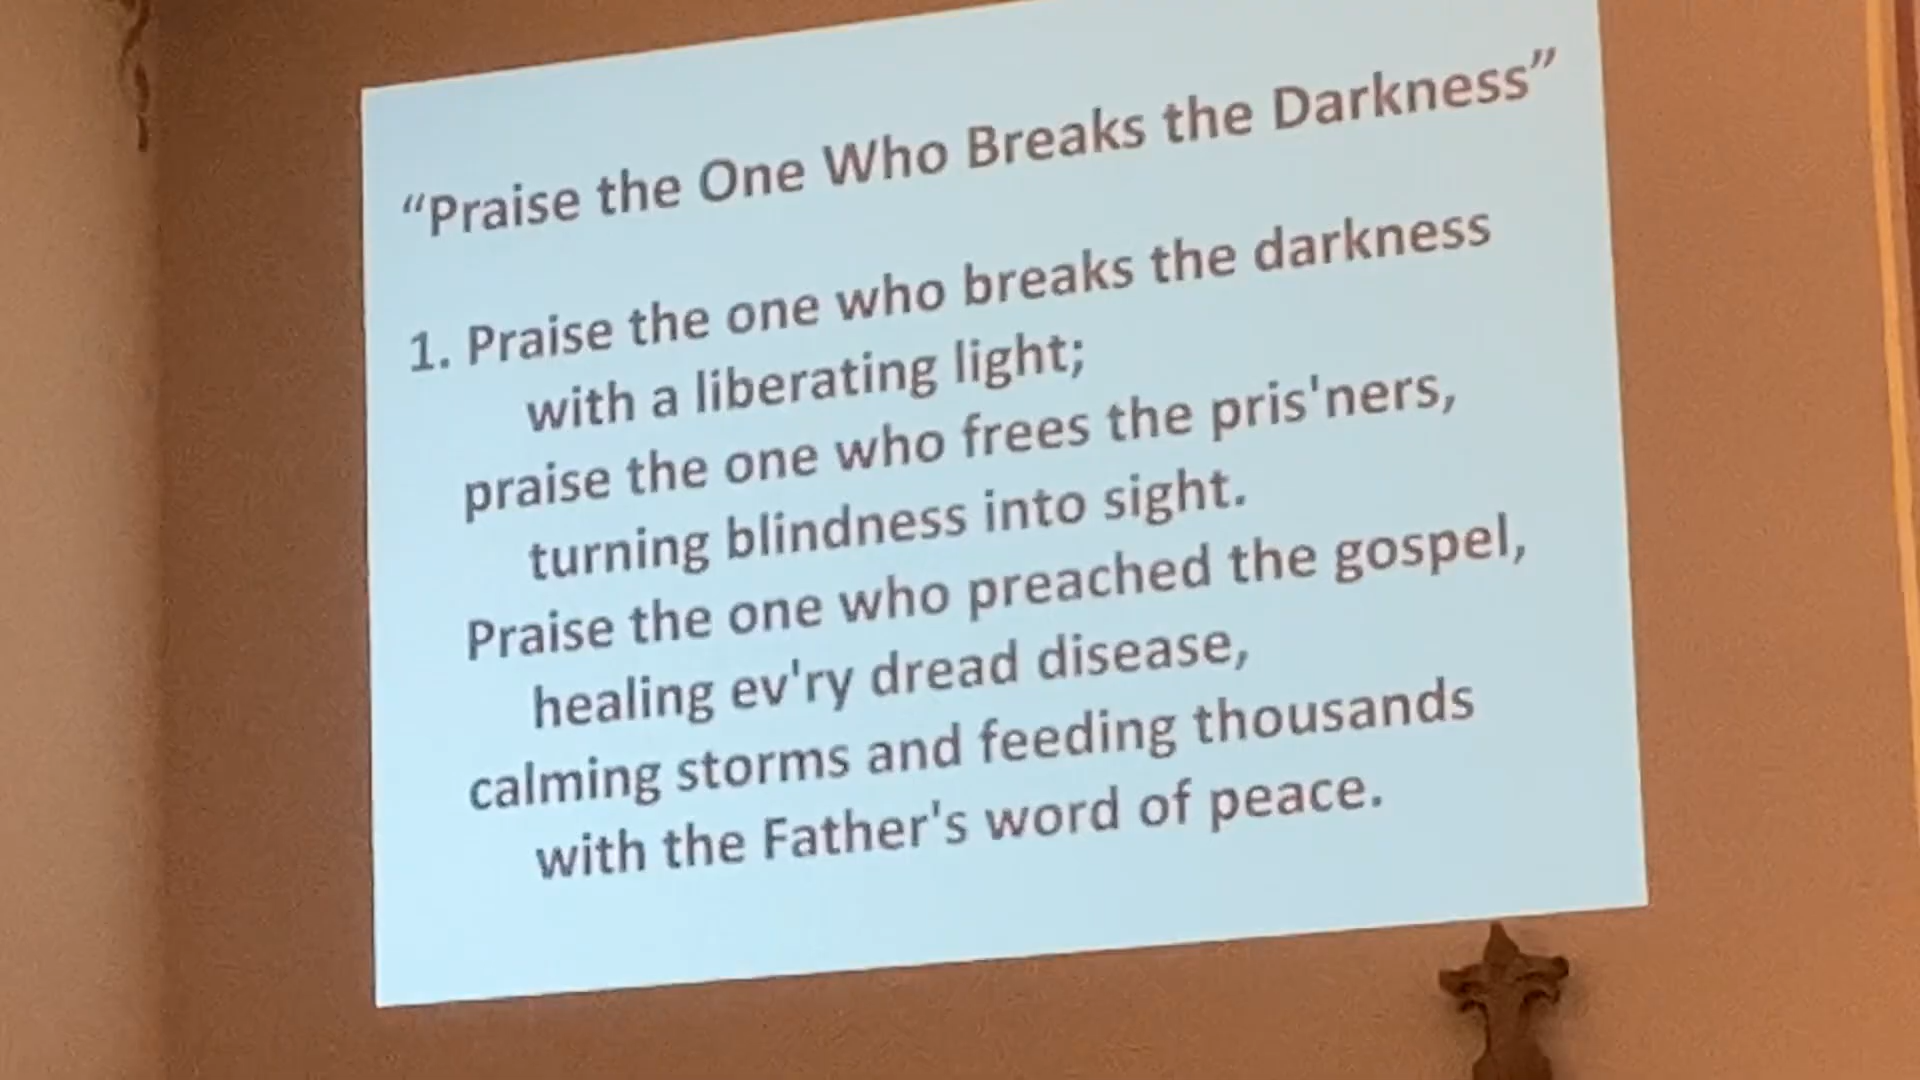 “Praise the One Who Breaks the Darkness”
1. Praise the one who breaks the darkness
with a liberating light;
praise the one who frees the pris'ners,
turning blindness into sight.
Praise the one who preached the gospel,
healing ev'ry dread disease,
calming storms and feeding thousands
with the Father's word of peace.